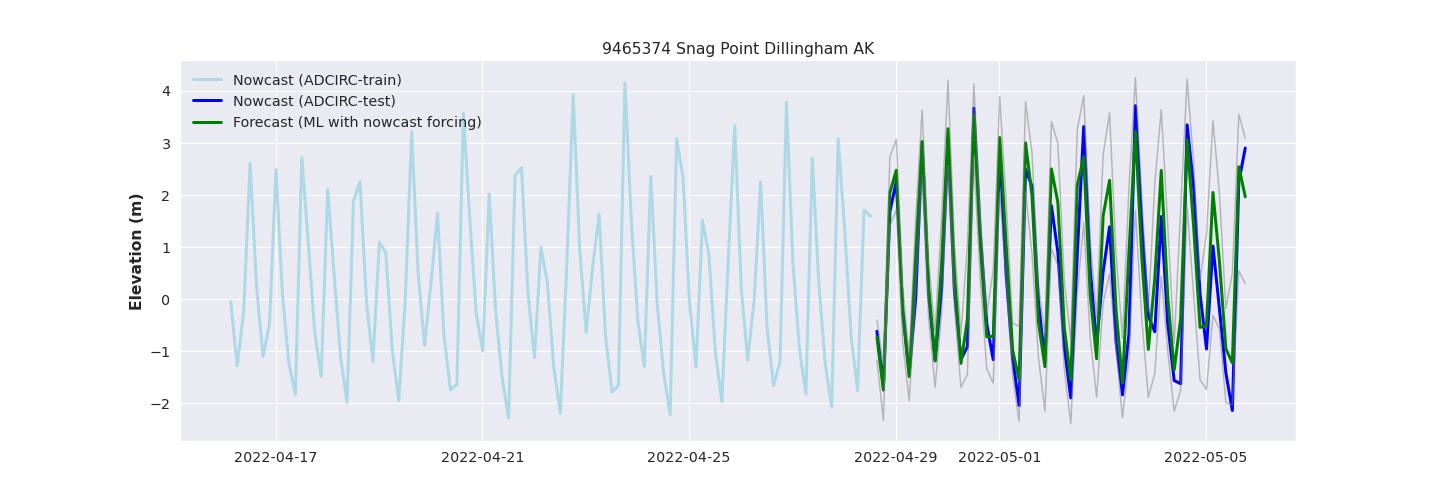 9465374 Snag Point Dillingham AK
Nowcast (ADCIRC-train)
Nowcast (ADCIRC-test)
Forecast (ML with nowcast forcing)
Elevation (m)
4
3
2
1
0
−1
−2
2022-04-17
2022-04-21
2022-04-25
2022-04-29
2022-05-01
2022-05-05